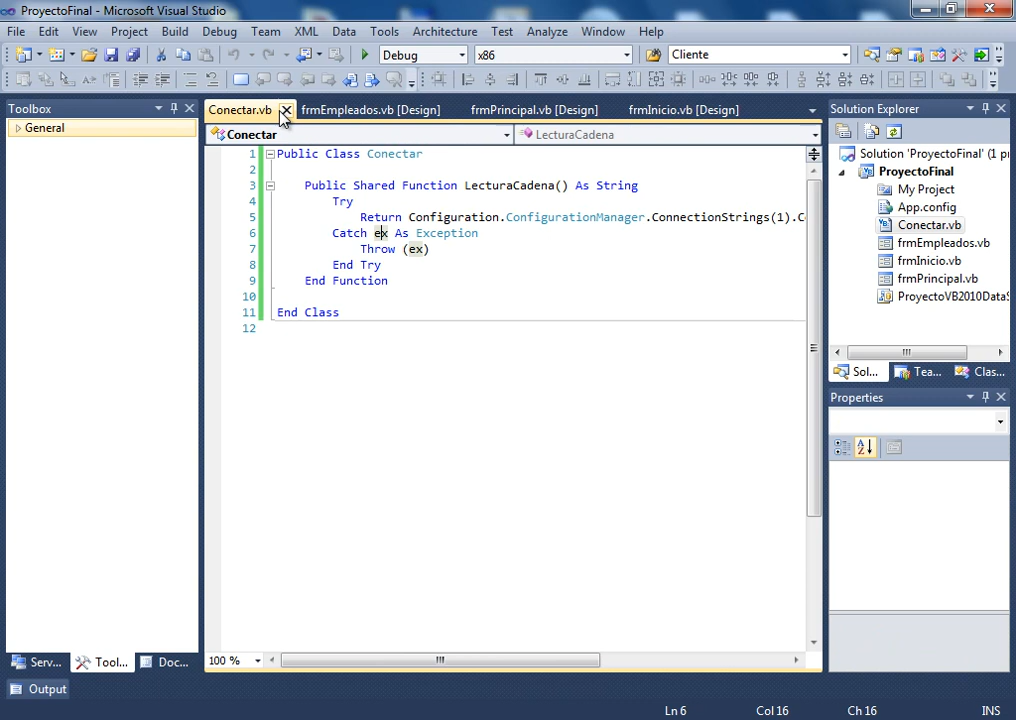 ProyectoFinal - Microsoft Visual Studio
File Edit View Project Build Debug Team XML Data Tools Architecture Test Analyze Window Help
Debug x86 Cliente
Toolbox
General
Conectar.vb frmEmpleados.vb [Design] frmPrincipal.vb [Design] frmInicio.vb [Design]
Conectar LecturaCadena
1 Public Class Conectar
2
3 Public Shared Function LecturaCadena() As String
4 Try
5 Return Configuration.ConfigurationManager.ConnectionStrings(1).C
6 Catch ex As Exception
7 Throw (ex)
8 End Try
9 End Function
10
11 End Class
12
100 %
Solution Explorer
Solution 'ProyectoFinal' (1 p
ProyectoFinal
My Project
App.config
Conectar.vb
frmEmpleados.vb
frmInicio.vb
frmPrincipal.vb
ProyectoVB2010DataS
Sol... Tea... Clas...
Properties
Serv... Tool... Doc...
Output
Ln 6 Col 16 Ch 16 INS